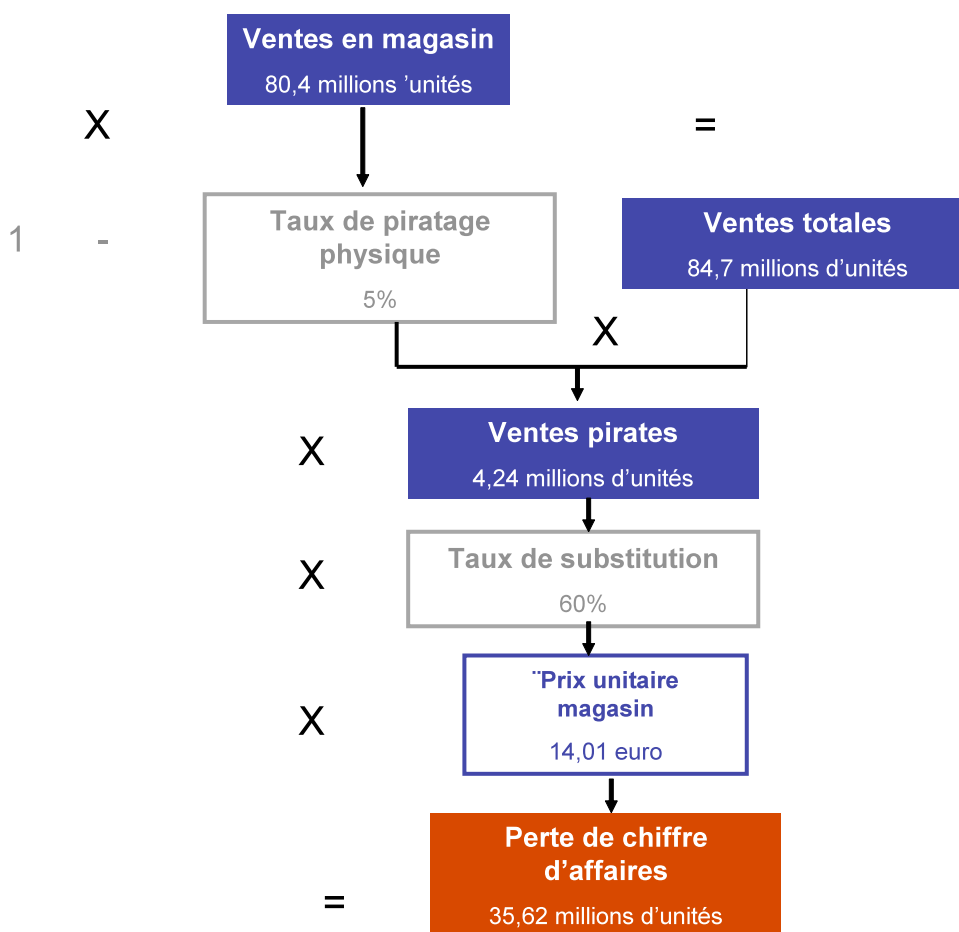 Ventes en magasin
80,4 millions 'unités
X
=
Taux de piratage
physique
5%
1 -
Ventes totales
84,7 millions d'unités
X
Ventes pirates
4,24 millions d'unités
X
Taux de substitution
60%
X
¨Prix unitaire
magasin
14,01 euro
X
Perte de chiffre
d'affaires
35,62 millions d'unités
=